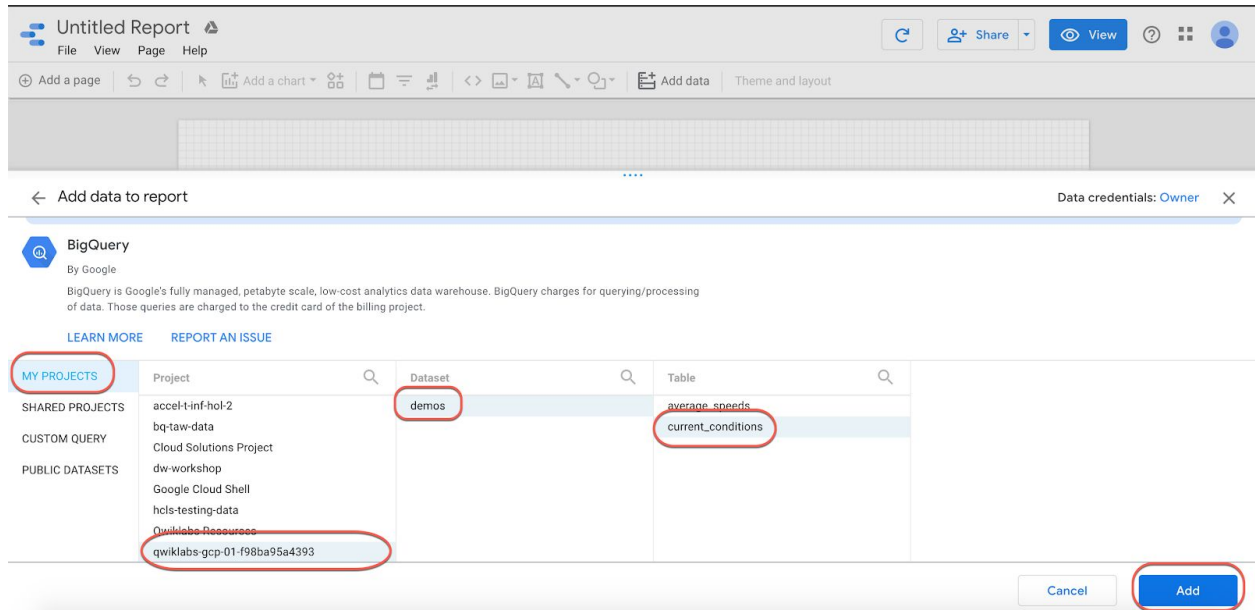 Untitled Report
File View Page Help
Share
View
Add a page
Add a chart
Add data
Theme and layout
Add data to report
Data credentials: Owner
BigQuery
By Google
BigQuery is Google's fully managed, petabyte scale, low-cost analytics data warehouse. BigQuery charges for querying/processing
of data. Those queries are charged to the credit card of the billing project.
LEARN MORE REPORT AN ISSUE
MY PROJECTS
SHARED PROJECTS
CUSTOM QUERY
PUBLIC DATASETS
Project
accel-t-inf-hol-2
bq-taw-data
Cloud Solutions Project
dw-workshop
Google Cloud Shell
hcls-testing-data
Qwiklabs Resources
qwiklabs-gcp-01-f98ba95a4393
Dataset
demos
Table
average_speeds
current_conditions
Cancel
Add